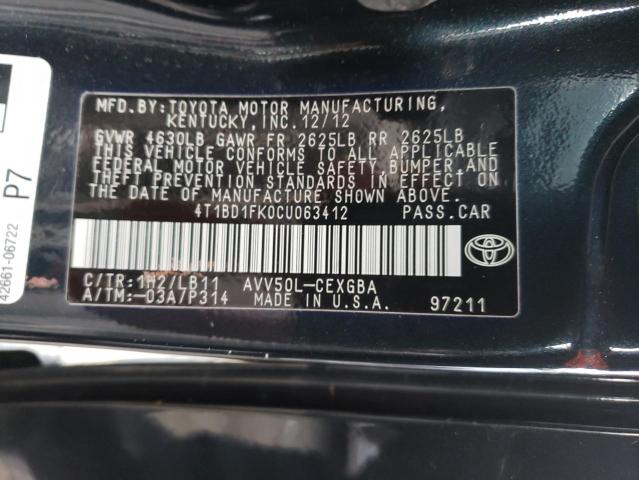 MFD.BY:TOYOTA MOTOR MANUFACTURING,
KENTUCKY, INC.12/12
GVWR 4630LB GAWR FR 2625LB RR 2625LB
THIS VEHICLE CONFORMS TO ALL APPLICABLE
FEDERAL MOTOR VEHICLE SAFETY,BUMPER,AND
THEFT PREVENTION STANDARDS IN EFFECT ON
THE DATE OF MANUFACTURE SHOWN ABOVE.
4T1BD1FK0CU063412 PASS.CAR
TOYOTA
C/TR:1H2/LB11 AVV50L-CEXGBA
A/TM:-03A/P314 MADE IN U.S.A. 97211
42661-06722
P7